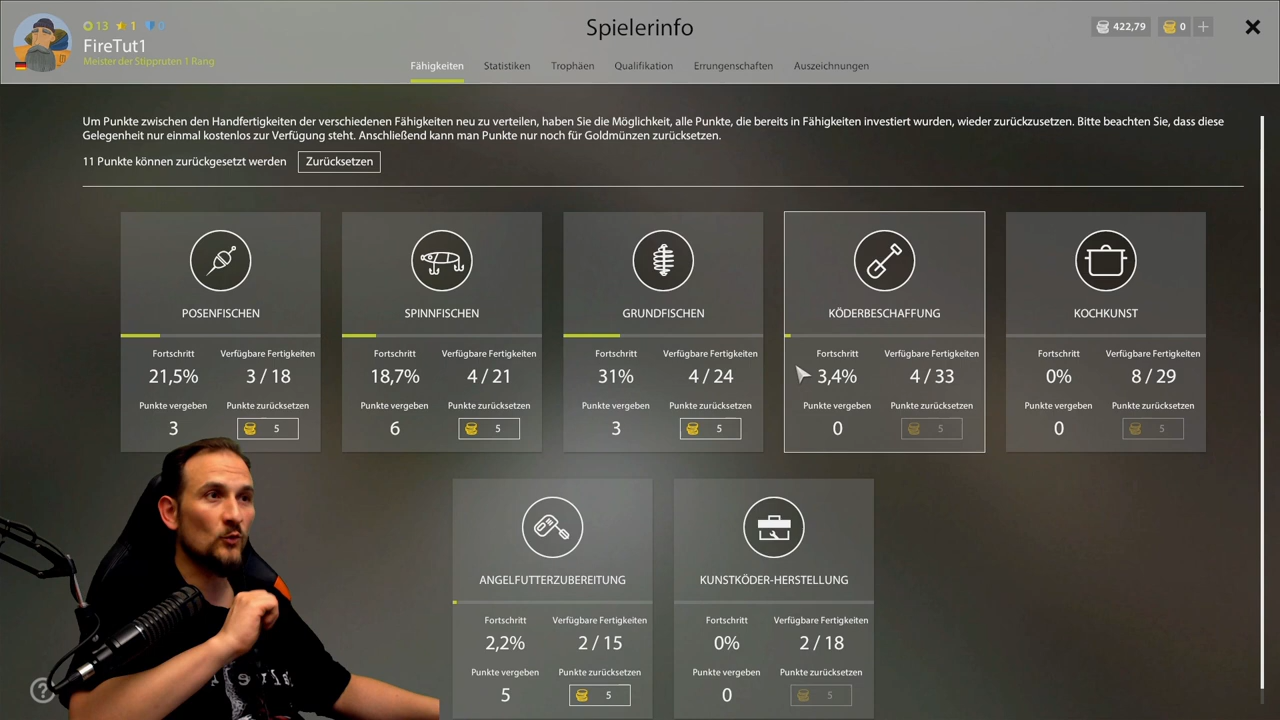 13 1 0
FireTut1
Meister der Stippruten 1 Rang
Spielerinfo
422,79 0
Fähigkeiten Statistiken Trophäen Qualifikation Errungenschaften Auszeichnungen
Um Punkte zwischen den Handfertigkeiten der verschiedenen Fähigkeiten neu zu verteilen, haben Sie die Möglichkeit, alle Punkte, die bereits in Fähigkeiten investiert wurden, wieder zurückzusetzen. Bitte beachten Sie, dass diese
Gelegenheit nur einmal kostenlos zur Verfügung steht. Anschließend kann man Punkte nur noch für Goldmünzen zurücksetzen.
11 Punkte können zurückgesetzt werden Zurücksetzen
POSENFISCHEN
Fortschritt Verfügbare Fertigkeiten
21,5% 3 / 18
Punkte vergeben Punkte zurücksetzen
3 5
SPINNFISCHEN
Fortschritt Verfügbare Fertigkeiten
18,7% 4 / 21
Punkte vergeben Punkte zurücksetzen
6 5
GRUNDFISCHEN
Fortschritt Verfügbare Fertigkeiten
31% 4 / 24
Punkte vergeben Punkte zurücksetzen
3 5
KÖDERBESCHAFFUNG
Fortschritt Verfügbare Fertigkeiten
3,4% 4 / 33
Punkte vergeben Punkte zurücksetzen
0 5
KOCHKUNST
Fortschritt Verfügbare Fertigkeiten
0% 8 / 29
Punkte vergeben Punkte zurücksetzen
0 5
ANGELFUTTERZUBEREITUNG
Fortschritt Verfügbare Fertigkeiten
2,2% 2 / 15
Punkte vergeben Punkte zurücksetzen
5 5
KUNSTKÖDER-HERSTELLUNG
Fortschritt Verfügbare Fertigkeiten
0% 2 / 18
Punkte vergeben Punkte zurücksetzen
0 5
?